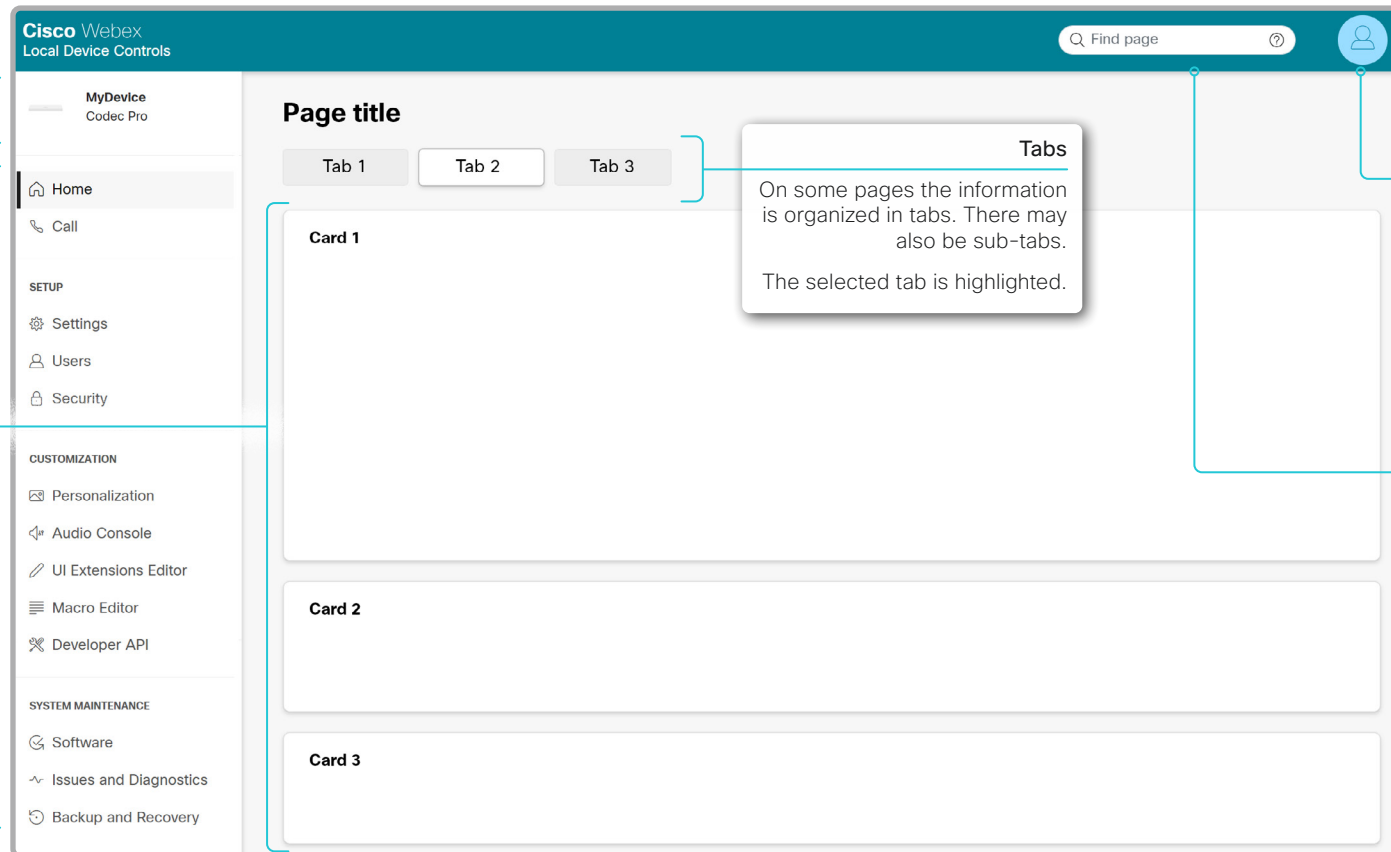 Cisco Webex
Local Device Controls
Find page
MyDevice
Codec Pro
Home
Call
SETUP
Settings
Users
Security
CUSTOMIZATION
Personalization
Audio Console
UI Extensions Editor
Macro Editor
Developer API
SYSTEM MAINTENANCE
Software
Issues and Diagnostics
Backup and Recovery
Page title
Tab 1
Tab 2
Tab 3
Tabs
On some pages the information
is organized in tabs. There may
also be sub-tabs.
The selected tab is highlighted.
Card 1
Card 2
Card 3